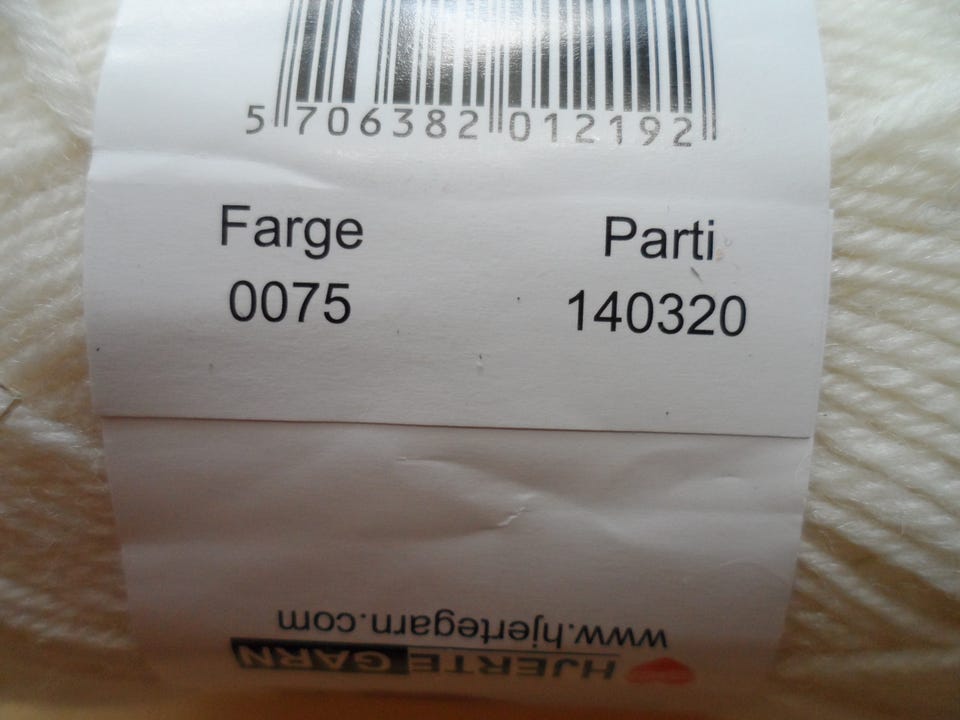 5 706382 012192
Farge Parti
0075 140320
www.hjertegarn.com
HJERTE GARN